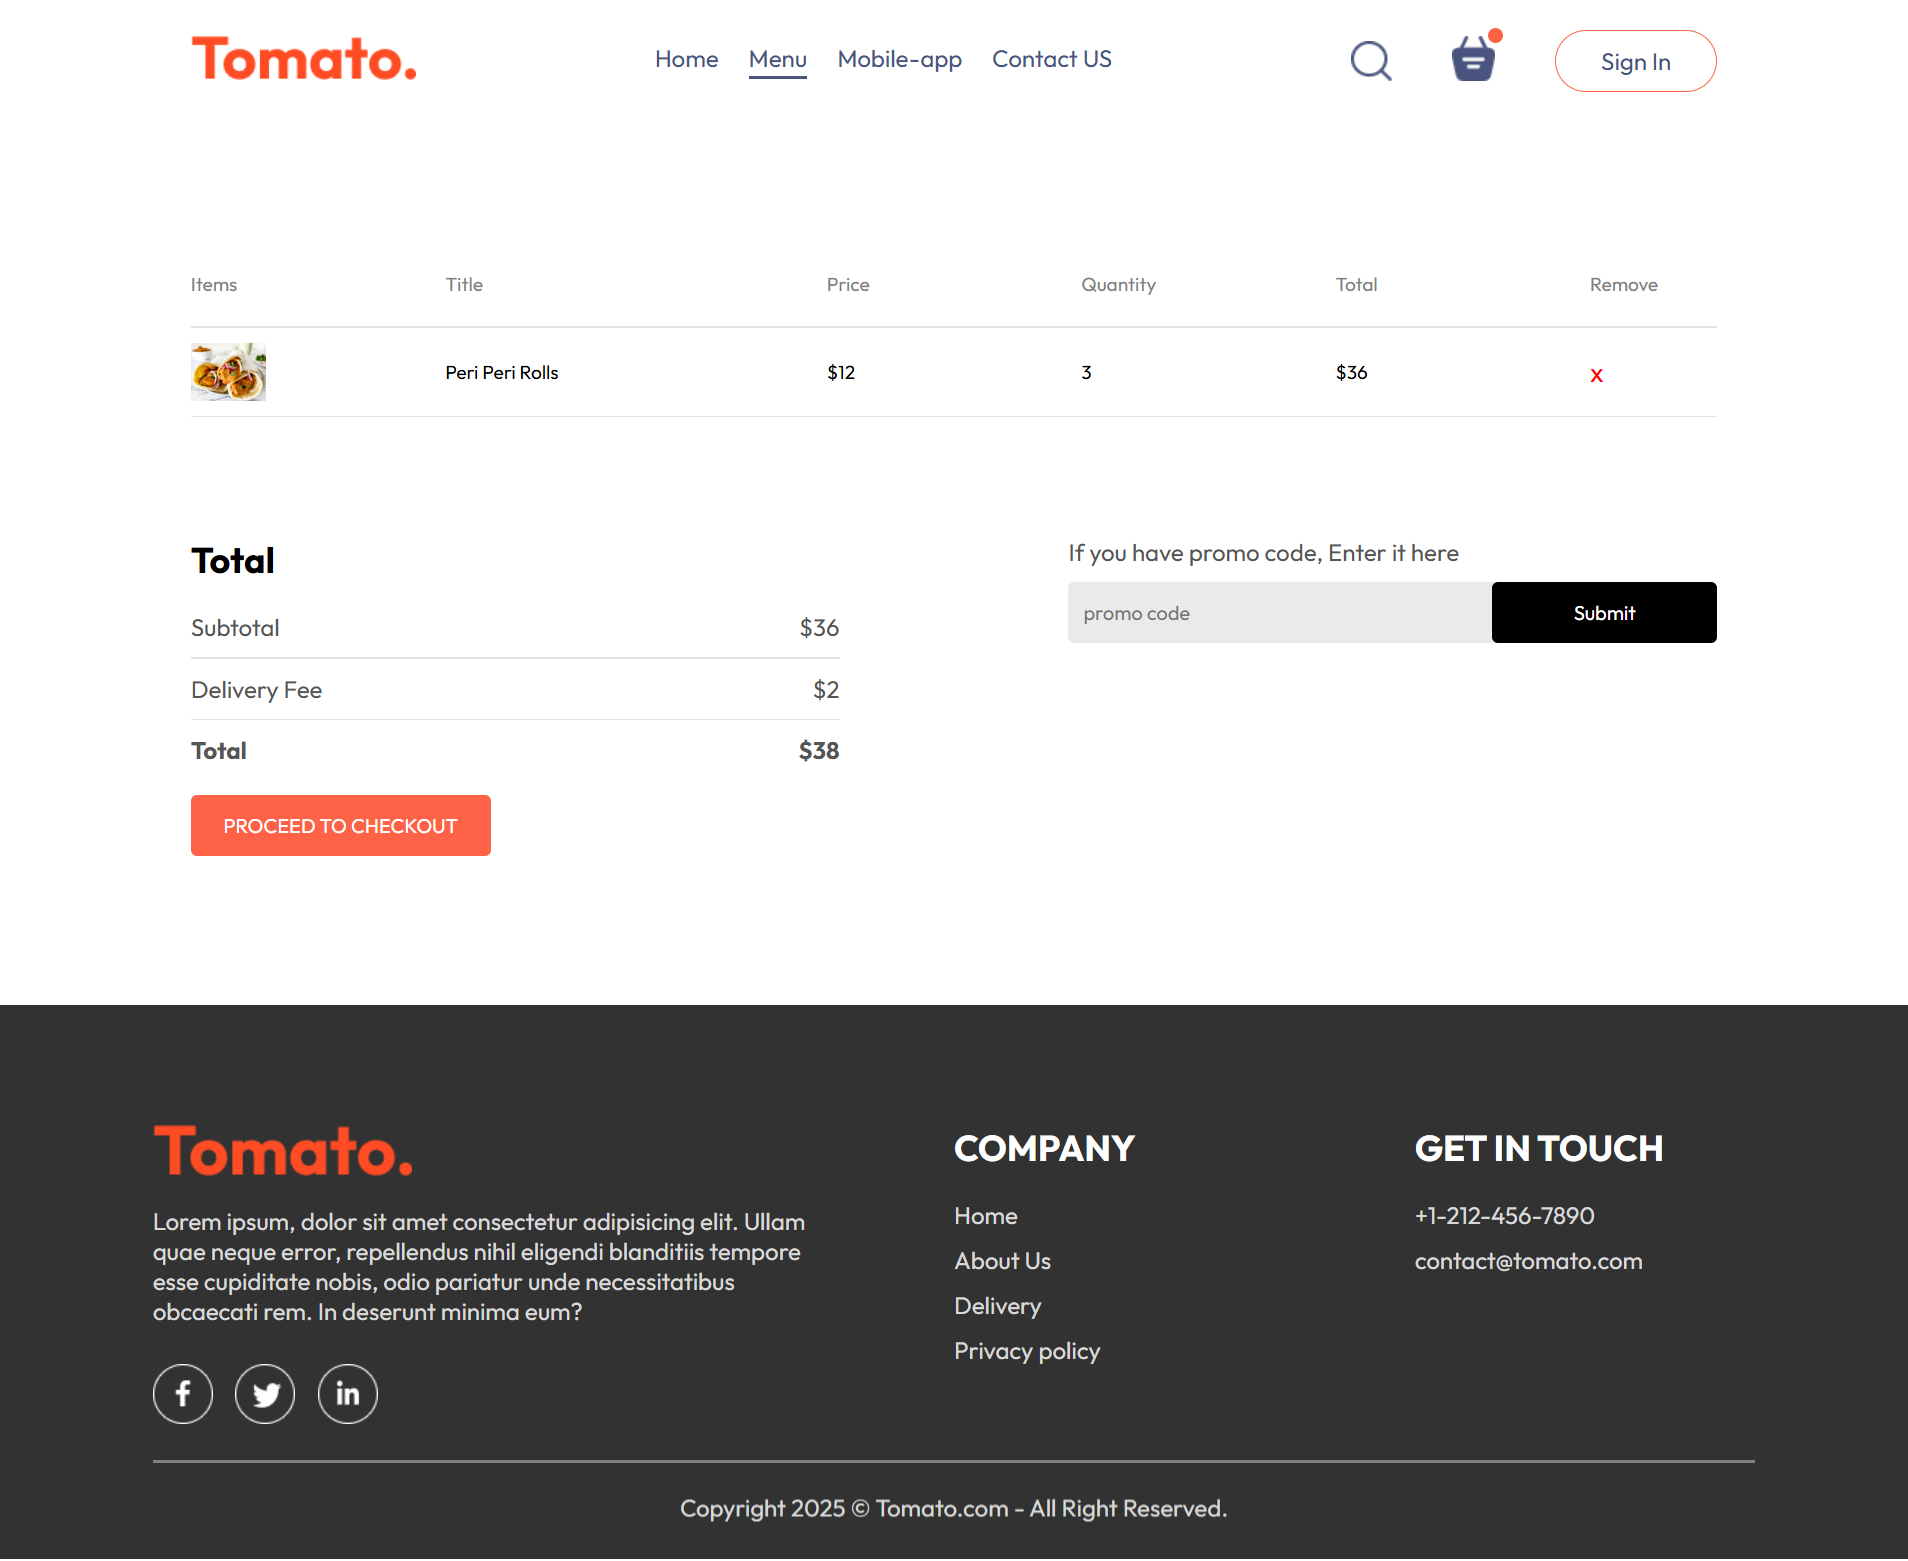 Tomato.
Home Menu Mobile-app Contact US
Sign In
Items Title Price Quantity Total Remove
Peri Peri Rolls $12 3 $36 x
Total
Subtotal $36
Delivery Fee $2
Total $38
PROCEED TO CHECKOUT
If you have promo code, Enter it here
promo code Submit
Tomato.
Lorem ipsum, dolor sit amet consectetur adipisicing elit. Ullam
quae neque error, repellendus nihil eligendi blanditiis tempore
esse cupiditate nobis, odio pariatur unde necessitatibus
obcaecati rem. In deserunt minima eum?
f in
COMPANY
Home
About Us
Delivery
Privacy policy
GET IN TOUCH
+1-212-456-7890
contact@tomato.com
Copyright 2025 © Tomato.com - All Right Reserved.